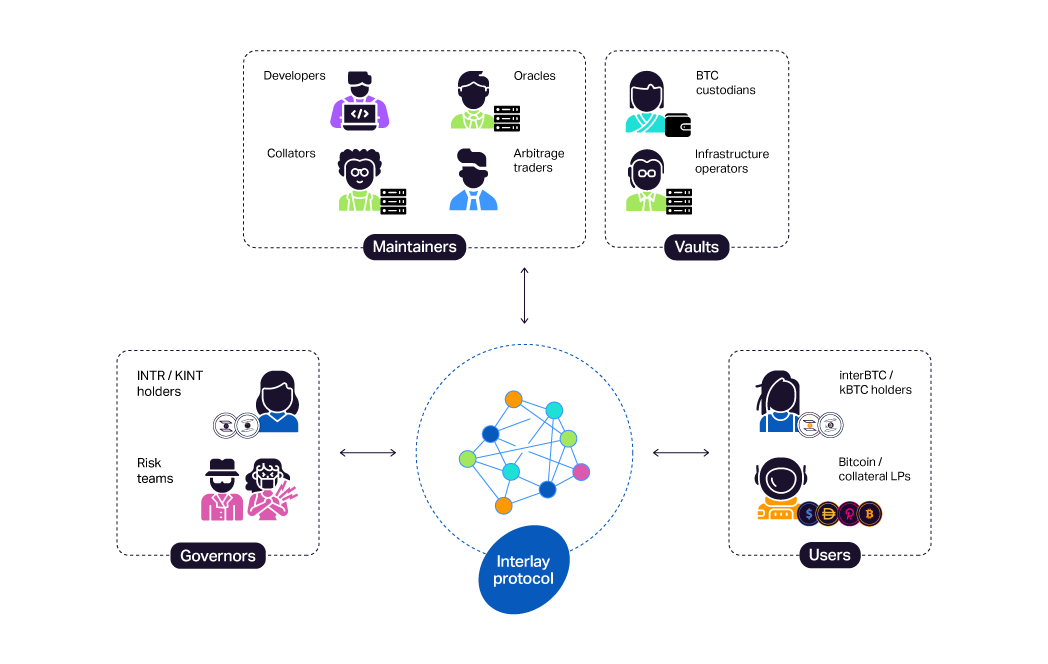 Developers
Oracles
Collators
Arbitrage
traders
Maintainers
BTC
custodians
Infrastructure
operators
Vaults
INTR / KINT
holders
Risk
teams
Governors
Interlay
protocol
interBTC /
kBTC holders
Bitcoin /
collateral LPs
Users